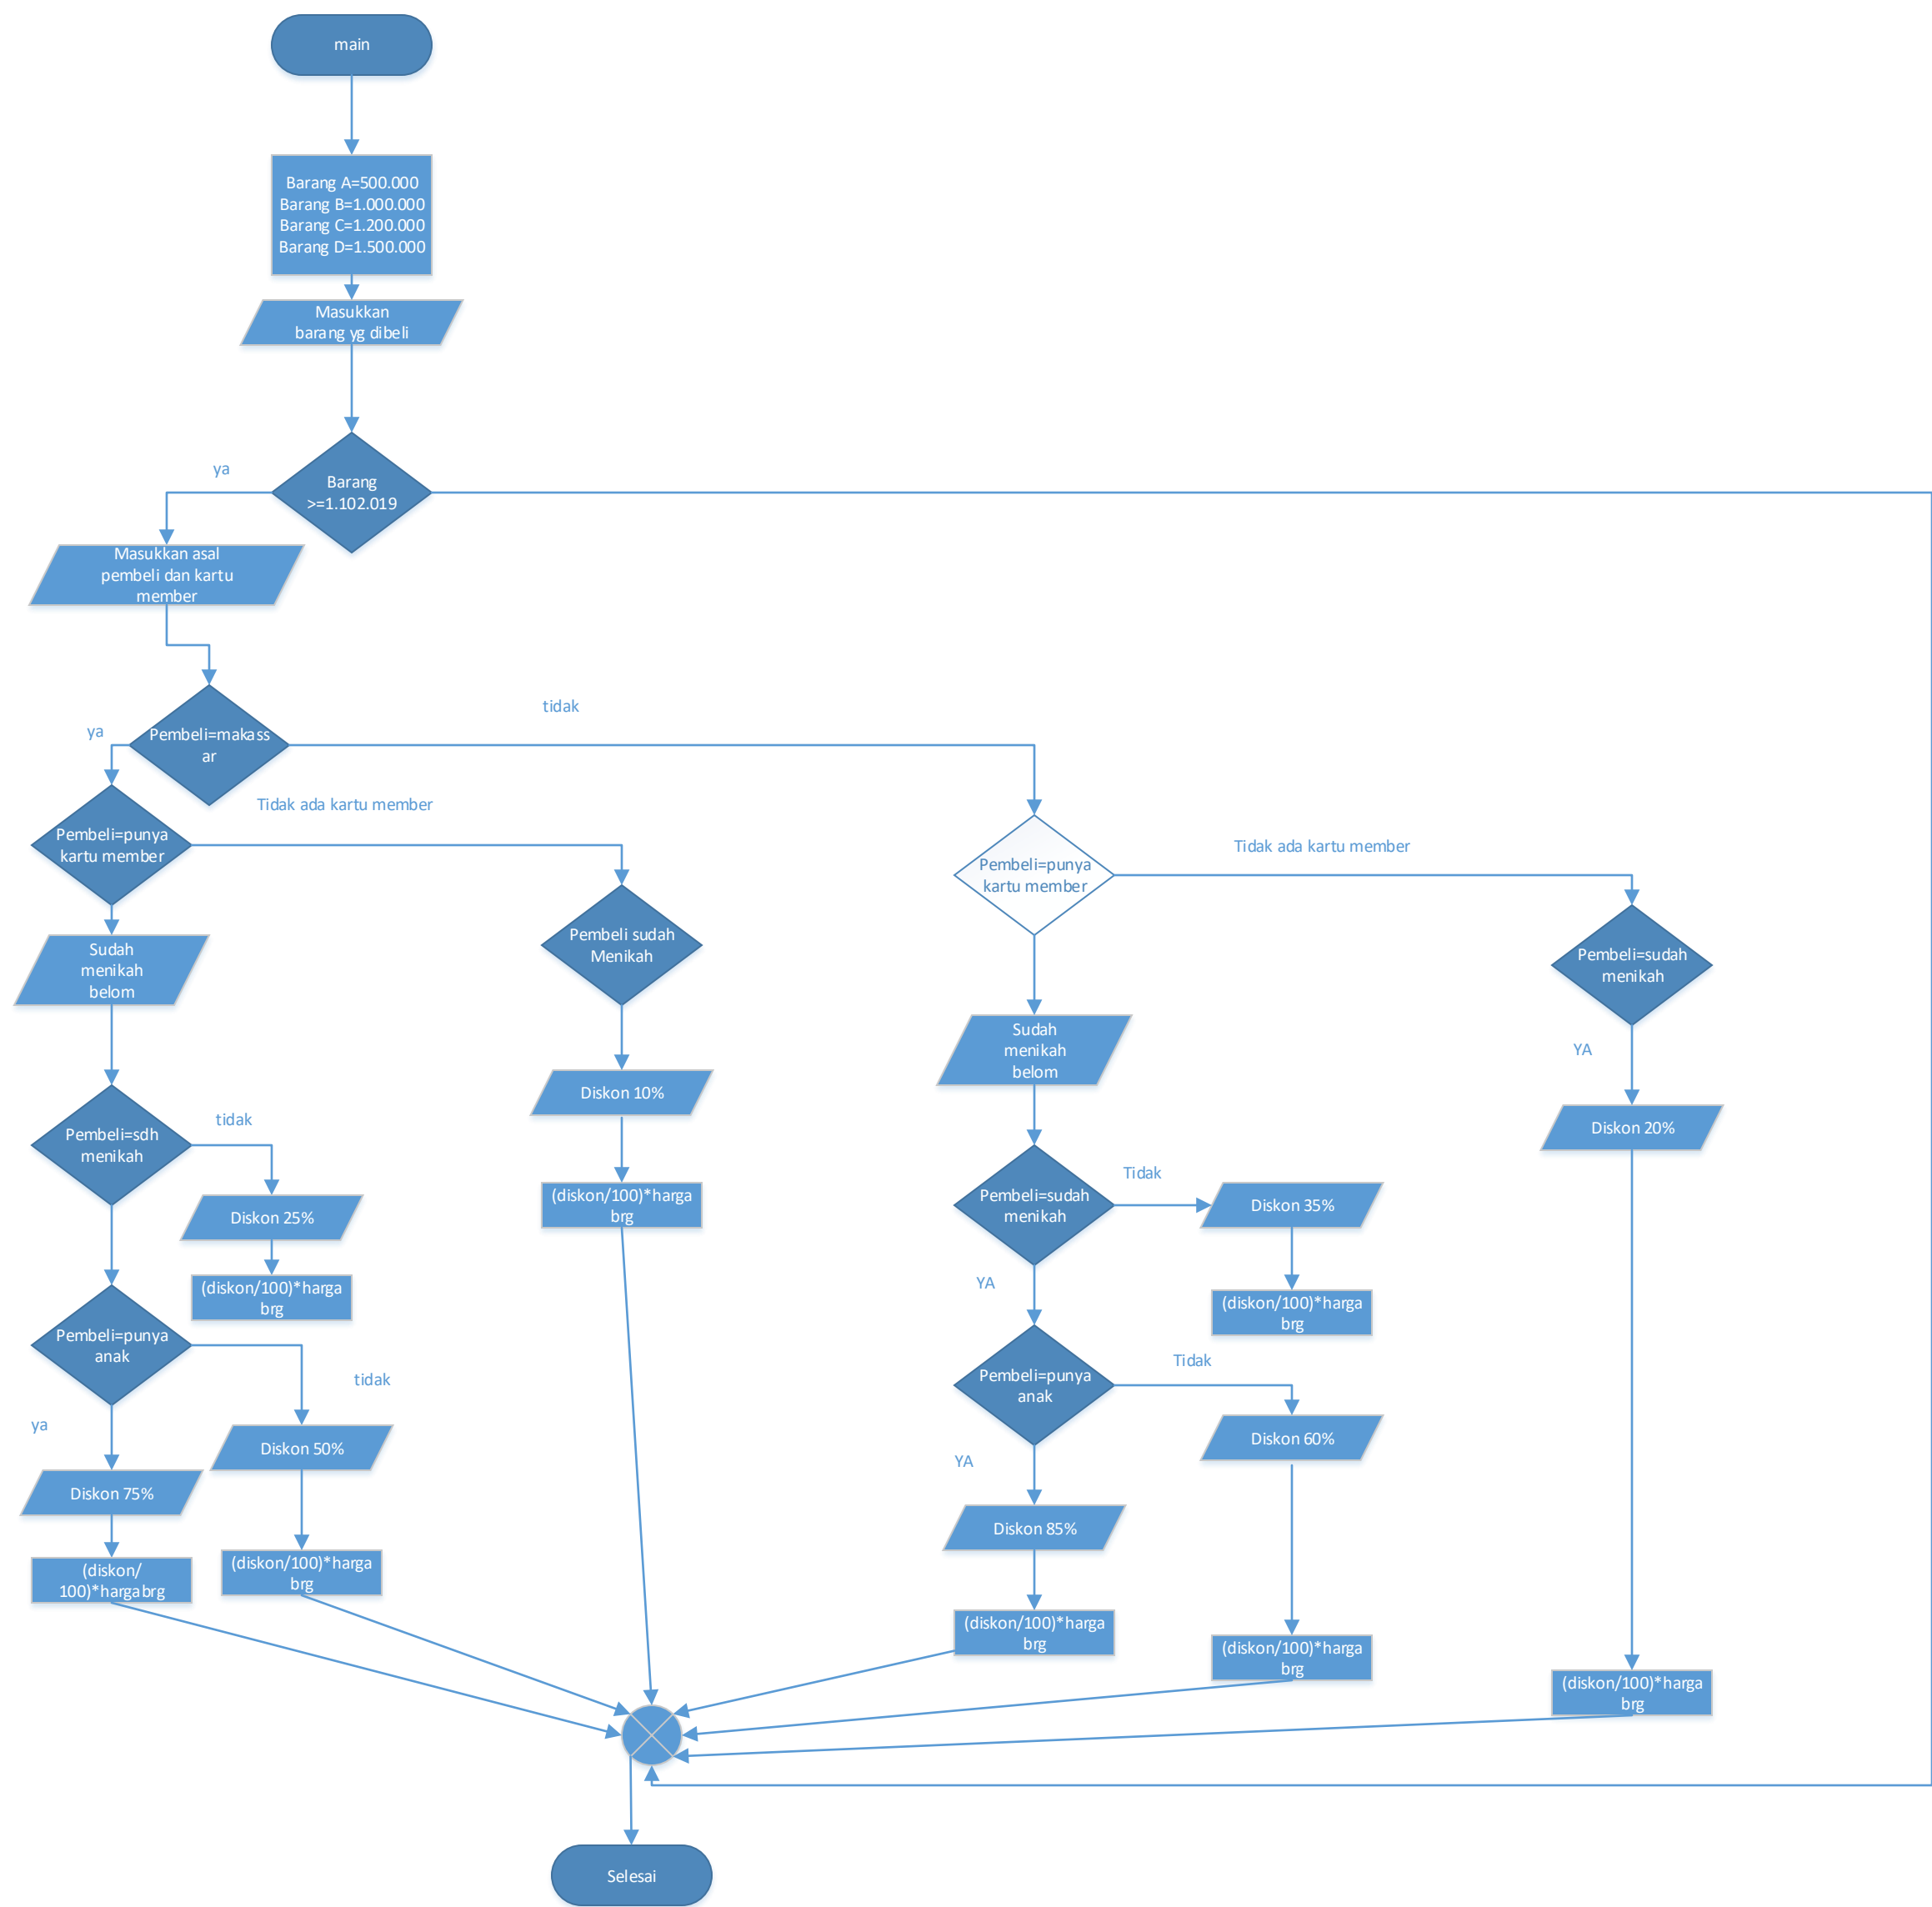 main
Barang A=500.000
Barang B=1.000.000
Barang C=1.200.000
Barang D=1.500.000
Masukkan
barang yg dibeli
Barang
>=1.102.019
ya
Masukkan asal
pembeli dan kartu
member
Pembeli=makass
ar
ya
tidak
Pembeli=punya
kartu member
Tidak ada kartu member
Sudah
menikah
belom
Pembeli=sdh
menikah
tidak
Diskon 25%
(diskon/100)*harga
brg
Pembeli=punya
anak
tidak
ya
Diskon 50%
(diskon/100)*harga
brg
Diskon 75%
(diskon/
100)*hargabrg
Pembeli sudah
Menikah
Diskon 10%
(diskon/100)*harga
brg
Pembeli=punya
kartu member
Tidak ada kartu member
Sudah
menikah
belom
Pembeli=sudah
menikah
Tidak
Diskon 35%
(diskon/100)*harga
brg
YA
Pembeli=punya
anak
Tidak
Diskon 60%
(diskon/100)*harga
brg
YA
Diskon 85%
(diskon/100)*harga
brg
Pembeli=sudah
menikah
YA
Diskon 20%
(diskon/100)*harga
brg
Selesai